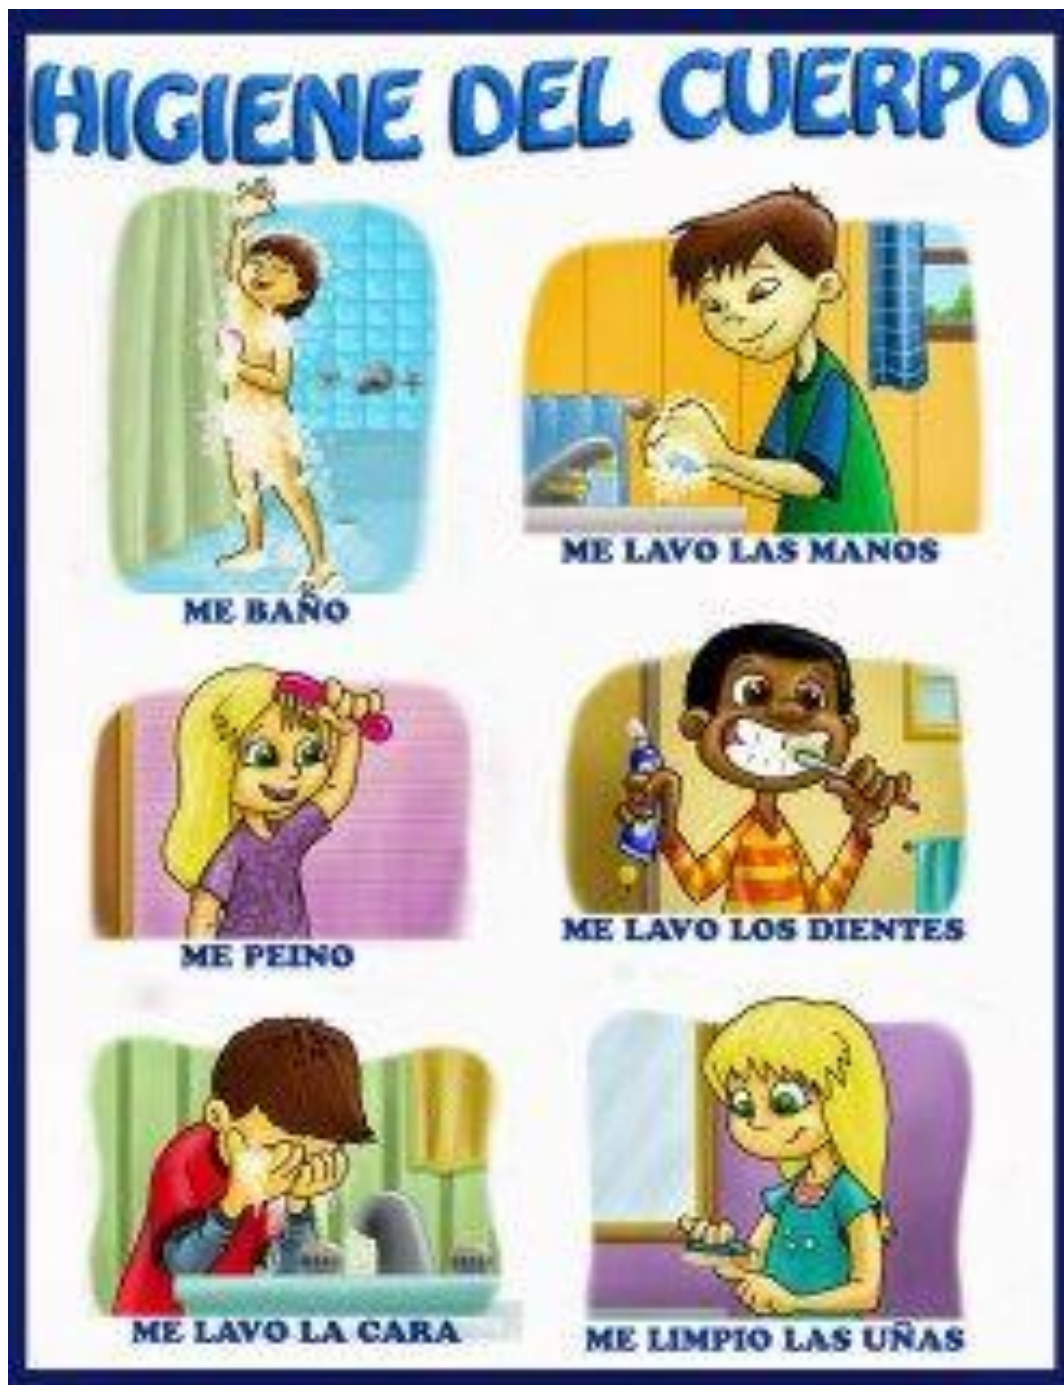 HIGIENE DEL CUERPO
ME BAÑO
ME LAVO LAS MANOS
ME PEINO
ME LAVO LOS DIENTES
ME LAVO LA CARA
ME LIMPIO LAS UÑAS